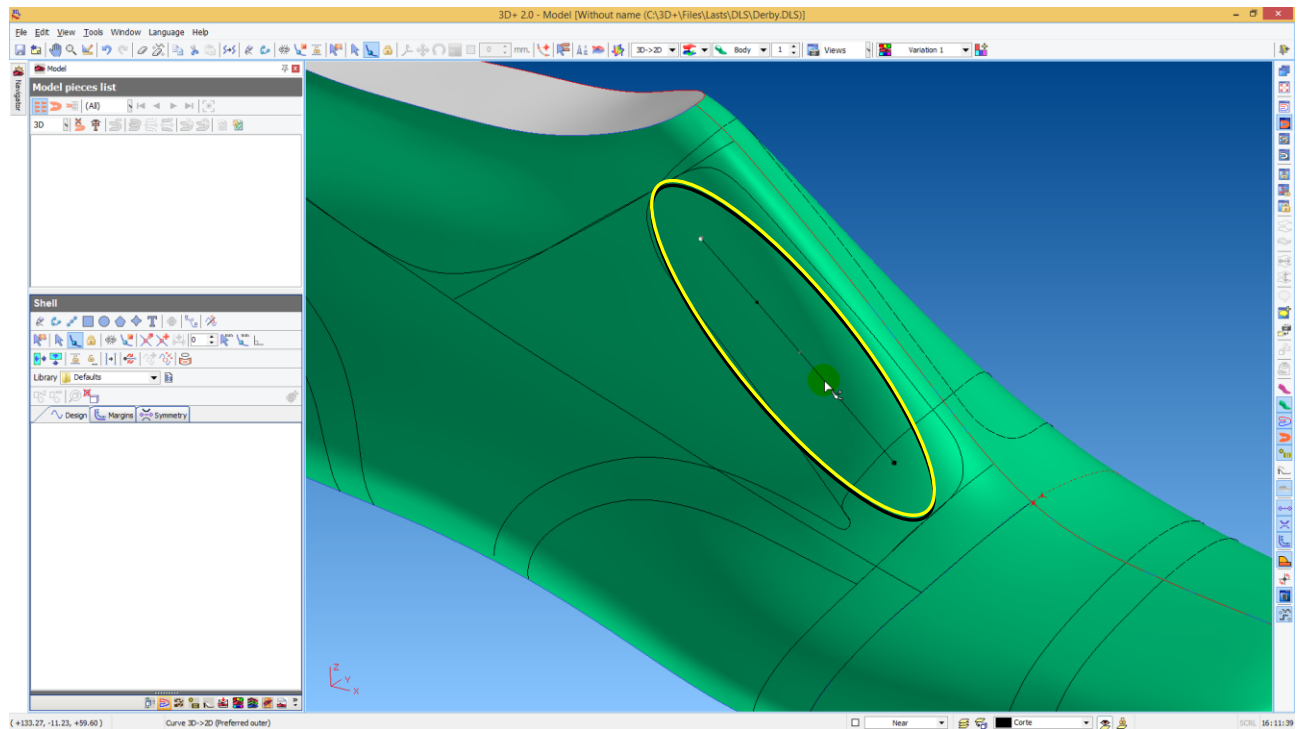 3D+ 2.0 - Model [Without name (C:\3D+\Files\Lasts\DLS\Derby.DLS)]
File Edit View Tools Window Language Help
0 mm. 3D->2D Body 1 Views Variation 1
Navigator
Model
Model pieces list
(All)
3D
Shell
0
Library Defaults
Design Margins Symmetry
Z
Y
X
( +133.27, -11.23, +59.60 ) Curve 3D->2D (Preferred outer) Near Corte SCRL 16:11:39